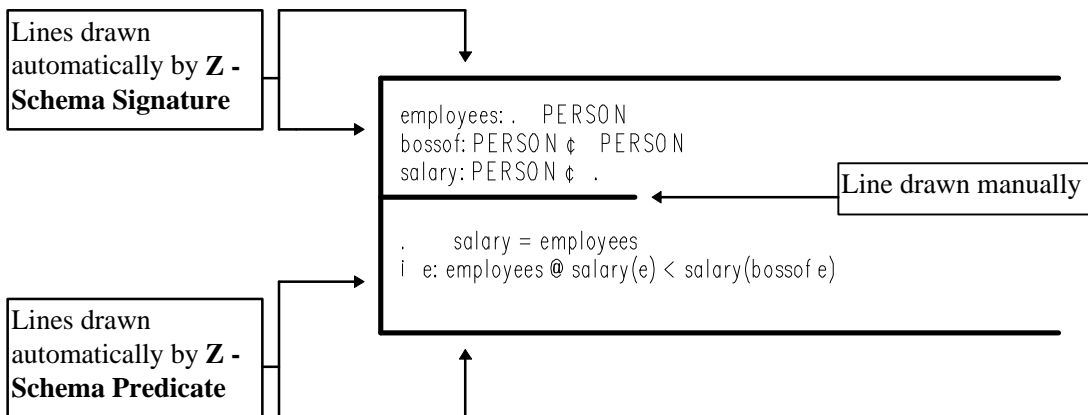 Lines drawn
automatically by Z -
Schema Signature
employees: . PERSON
bossof: PERSON ¢ PERSON
salary: PERSON ¢ .
Line drawn manually
. salary = employees
i e: employees @ salary(e) < salary(bossof e)
Lines drawn
automatically by Z -
Schema Predicate